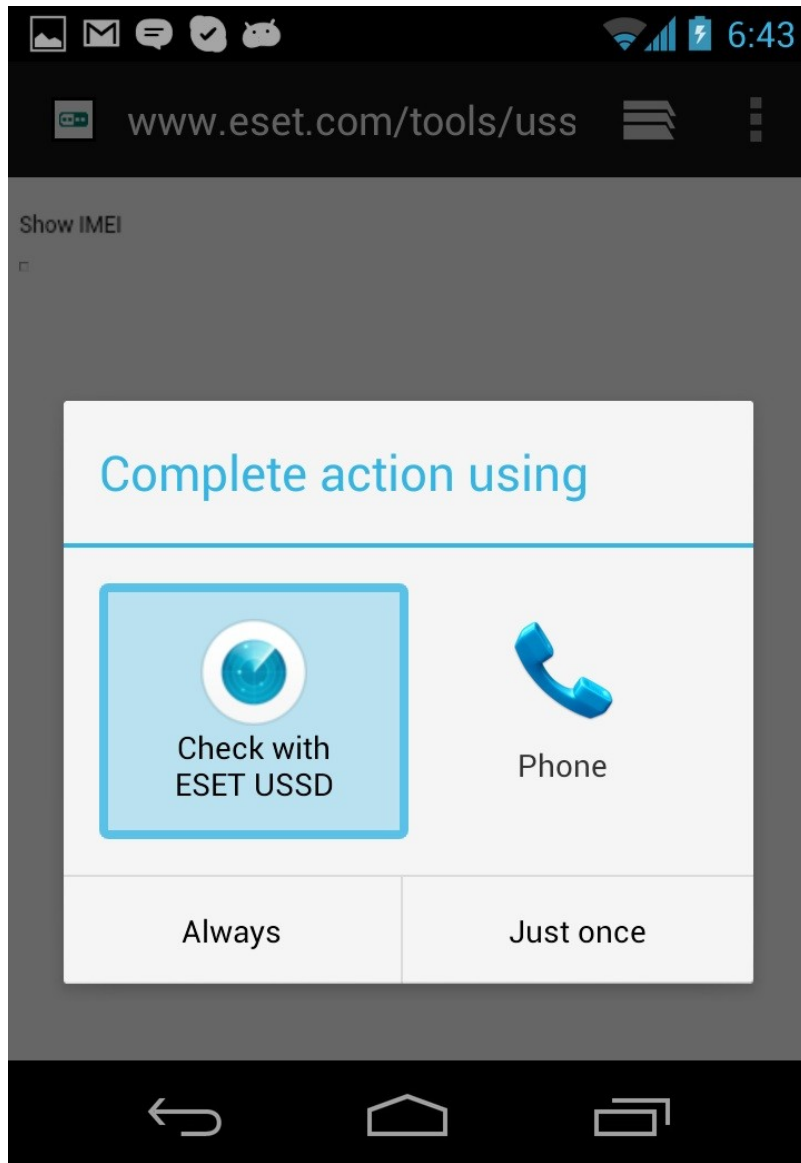 6:43
www.eset.com/tools/uss
Show IMEI
Complete action using
Check with
ESET USSD
Phone
Always
Just once